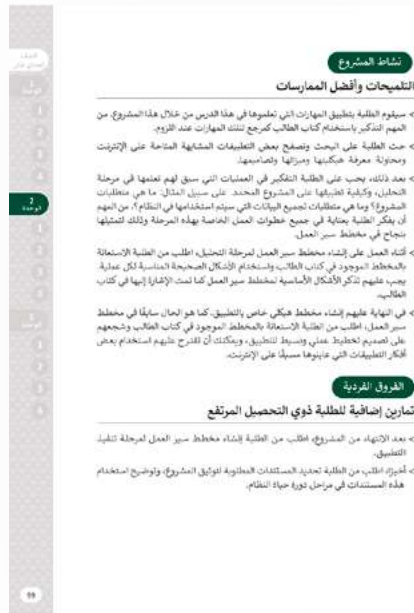 نشاط المشروع
التلميحات وأفضل الممارسات
> سيقوم الطلبة بتطبيق المهارات التي تعلموها في هذا الدرس من خلال هذا المشروع. من
المهم التذكير باستخدام كتاب الطالب كمرجع لتلك المهارات عند اللزوم.
> حث الطلبة على البحث وتصفح بعض التطبيقات المشابهة المتاحة على الإنترنت
ومحاولة معرفة هيكليتها وميزاتها وتصاميمها.
> بعد ذلك، يجب على الطلبة التفكير في العمليات التي سبق لهم تعلمها في مرحلة
التحليل، وكيفية تطبيقها على المشروع المحدد. على سبيل المثال: ما هي متطلبات
المشروع؟ وما هي متطلبات تجميع البيانات التي سيتم استخدامها في النظام؟. من المهم
أن يفكر الطلبة بعناية في جميع خطوات العمل الخاصة بهذه المرحلة وذلك لتمثيلها
بنجاح في مخطط سير العمل.
> أثناء العمل على إنشاء مخطط سير العمل لمرحلة التحليل، اطلب من الطلبة الاستعانة
بالمخطط الموجود في كتاب الطالب واستخدام الأشكال الصحيحة المناسبة لكل عملية.
يجب عليهم تذكر الأشكال الأساسية لمخطط سير العمل كما تمت الإشارة إليها في كتاب
الطالب.
> في النهاية عليهم إنشاء مخطط هيكلي خاص بالتطبيق. كما هو الحال سابقًا في مخطط
سير العمل، اطلب من الطلبة الاستعانة بالمخطط الموجود في كتاب الطالب وشجعهم
على تصميم تخطيط عملي وبسيط للتطبيق، ويمكنك أن تقترح عليهم استخدام بعض
أفكار التطبيقات التي عاينوها مسبقًا على الإنترنت.
الفروق الفردية
تمارين إضافية للطلبة ذوي التحصيل المرتفع
> بعد الانتهاء من المشروع، اطلب من الطلبة إنشاء مخطط سير العمل لمرحلة تنفيذ
التطبيق.
> أخيرًا، اطلب من الطلبة تحديد المستندات المطلوبة لتوثيق المشروع، وتوضيح استخدام
هذه المستندات في مراحل دورة حياة النظام.
2
الوحدة
99